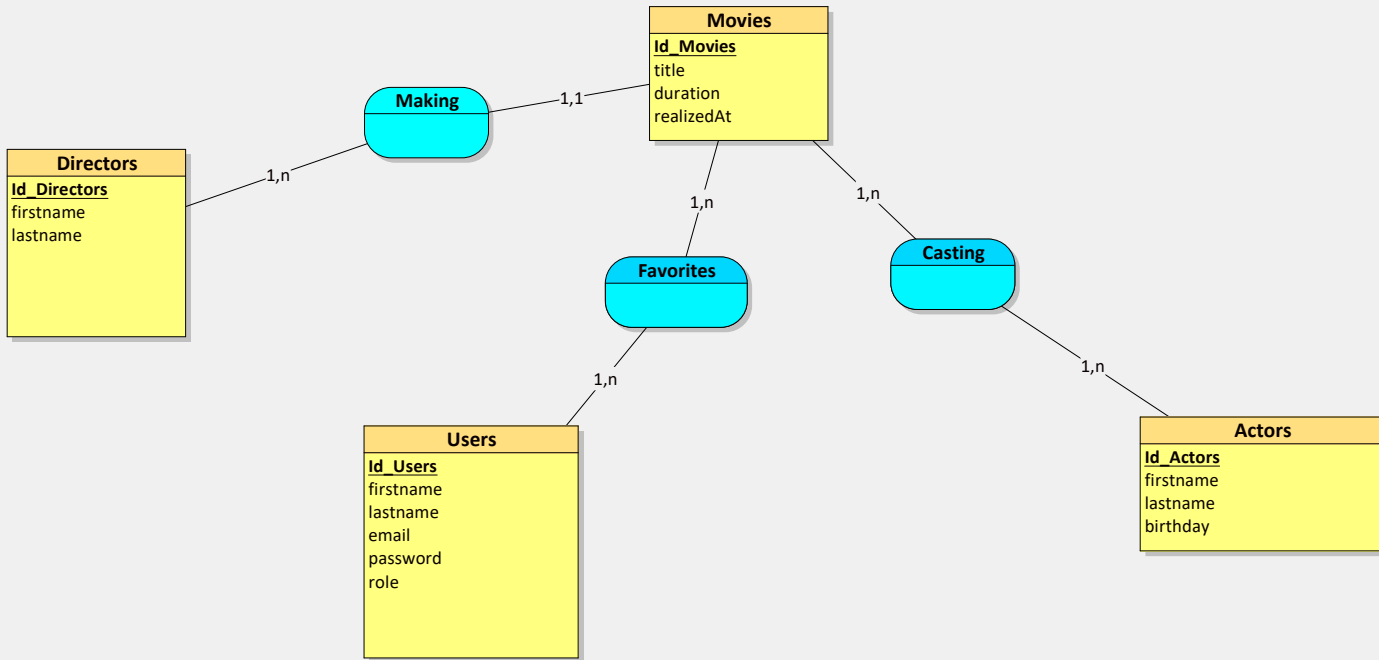 Movies
Id_Movies
title
duration
realizedAt
Making
1,1
Directors
Id_Directors
firstname
lastname
1,n
1,n
1,n
Favorites
Casting
1,n
1,n
Users
Id_Users
firstname
lastname
email
password
role
Actors
Id_Actors
firstname
lastname
birthday